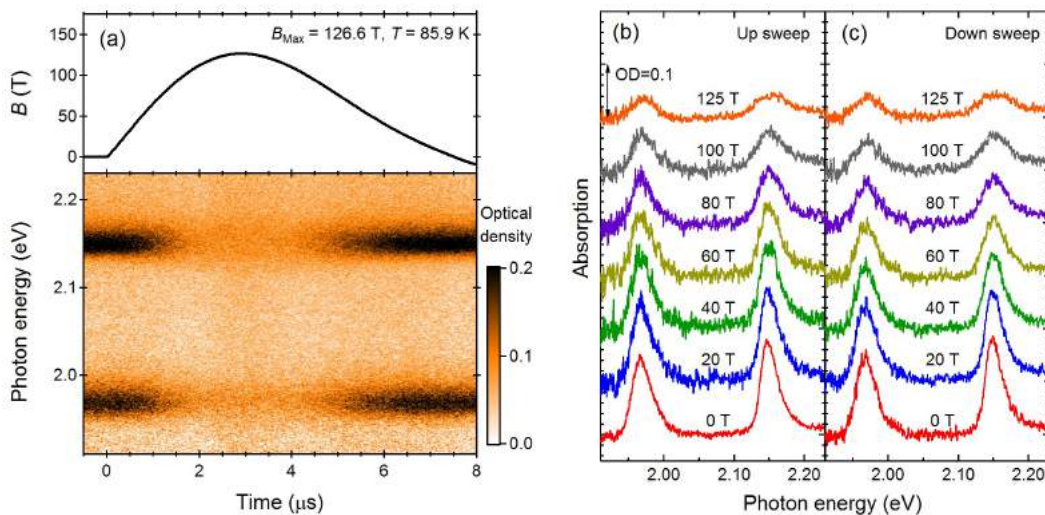 (a)
B_Max = 126.6 T, T = 85.9 K
150
100
50
0
B (T)
2.2
2.1
2.0
Photon energy (eV)
0 2 4 6 8
Time (μs)
Optical
density
0.2
0.1
0.0
(b) Up sweep
OD=0.1
125 T
100 T
80 T
60 T
40 T
20 T
0 T
Absorption
2.00 2.10 2.20
(c) Down sweep
125 T
100 T
80 T
60 T
40 T
20 T
0 T
2.00 2.10 2.20
Photon energy (eV)